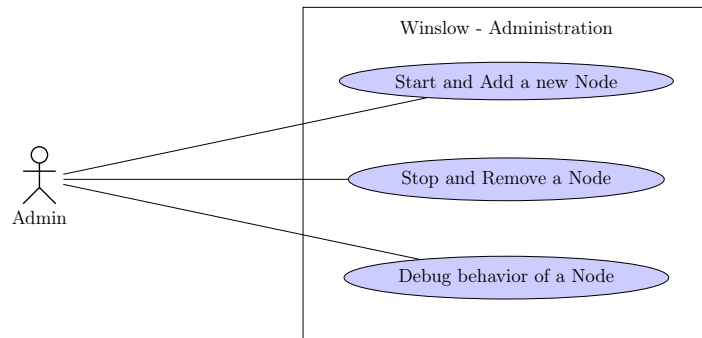 Winslow - Administration
Start and Add a new Node
Stop and Remove a Node
Admin
Debug behavior of a Node